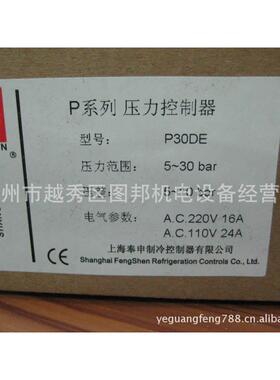 P系列 压力控制器
型号: P30DE
压力范围: 5~30 bar
州市越秀区图邦机电设备经营
电气参数: A.C.220V 16A
A.C.110V 24A
上海奉申制冷控制器有限公司
Shanghai FengShen Refrigeration Controls Co., Ltd.
yeguangfeng788.cn.alibaba.com